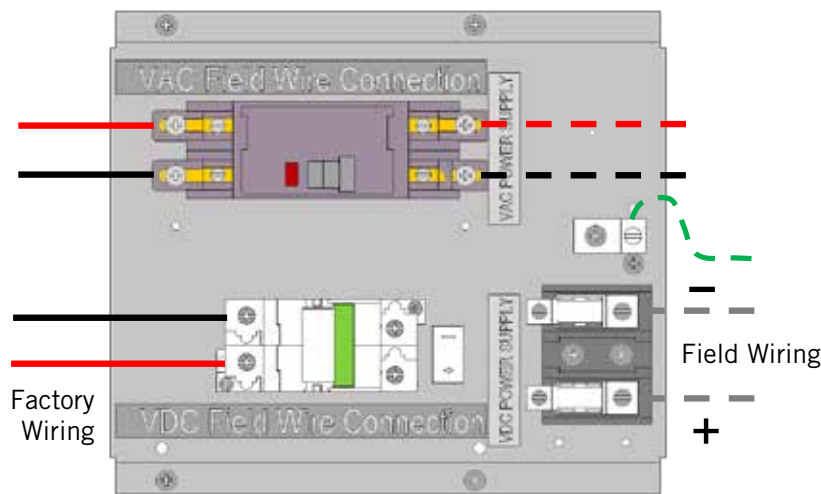 VAC Field Wire Connection
VAC POWER SUPPLY
−
VDC POWER SUPPLY
Field Wiring
Factory
Wiring
VDC Field Wire Connection
+